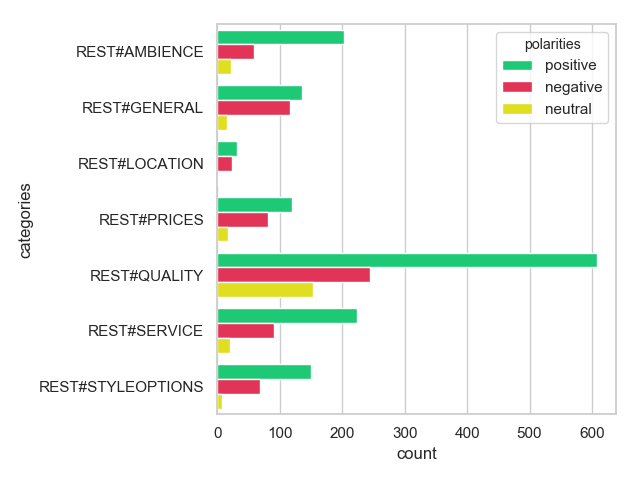 polarities
positive
negative
neutral
categories
REST#AMBIENCE
REST#GENERAL
REST#LOCATION
REST#PRICES
REST#QUALITY
REST#SERVICE
REST#STYLEOPTIONS
0 100 200 300 400 500 600
count